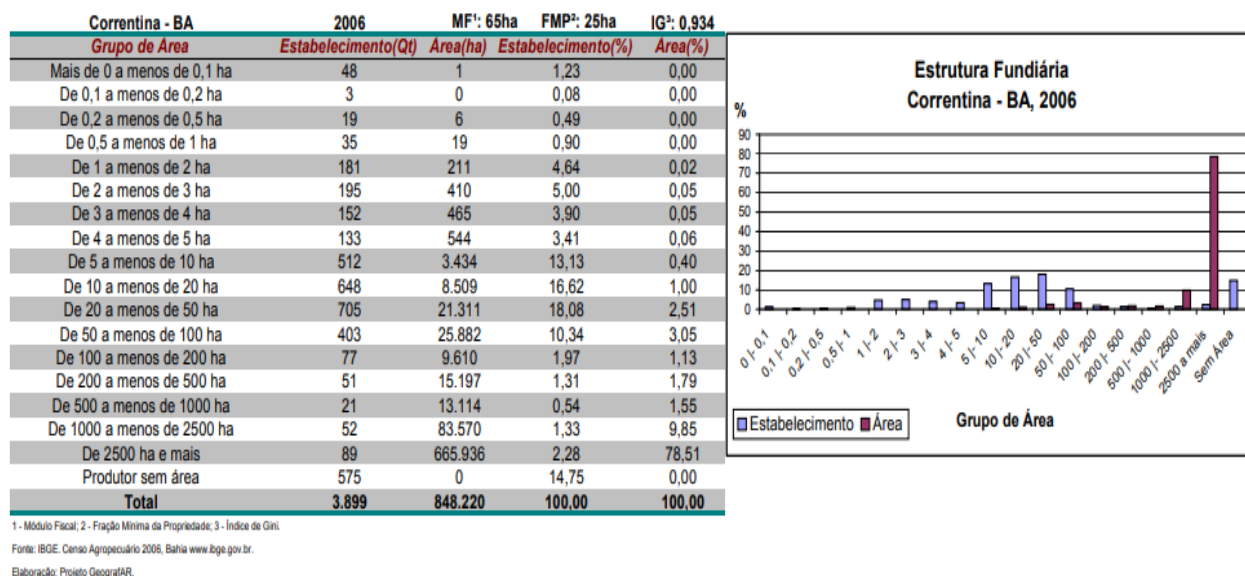 Correntina - BA 2006 MF¹: 65ha FMP²: 25ha IG³: 0,934
Grupo de Área Estabelecimento(Qt) Área(ha) Estabelecimento(%) Área(%)
Mais de 0 a menos de 0,1 ha 48 1 1,23 0,00
De 0,1 a menos de 0,2 ha 3 0 0,08 0,00
De 0,2 a menos de 0,5 ha 19 6 0,49 0,00
De 0,5 a menos de 1 ha 35 19 0,90 0,00
De 1 a menos de 2 ha 181 211 4,64 0,02
De 2 a menos de 3 ha 195 410 5,00 0,05
De 3 a menos de 4 ha 152 465 3,90 0,05
De 4 a menos de 5 ha 133 544 3,41 0,06
De 5 a menos de 10 ha 512 3.434 13,13 0,40
De 10 a menos de 20 ha 648 8.509 16,62 1,00
De 20 a menos de 50 ha 705 21.311 18,08 2,51
De 50 a menos de 100 ha 403 25.882 10,34 3,05
De 100 a menos de 200 ha 77 9.610 1,97 1,13
De 200 a menos de 500 ha 51 15.197 1,31 1,79
De 500 a menos de 1000 ha 21 13.114 0,54 1,55
De 1000 a menos de 2500 ha 52 83.570 1,33 9,85
De 2500 ha e mais 89 665.936 2,28 78,51
Produtor sem área 575 0 14,75 0,00
Total 3.899 848.220 100,00 100,00
1 - Módulo Fiscal; 2 - Fração Mínima da Propriedade; 3 - Índice de Gini.
Fonte: IBGE. Censo Agropecuário 2006, Bahia www.ibge.gov.br.
Elaboração: Projeto GeografAR.
Estrutura Fundiária
Correntina - BA, 2006
%
90
80
70
60
50
40
30
20
10
0
0 |- 0,1
0,1 |- 0,2
0,2 |- 0,5
0,5 |- 1
1 |- 2
2 |- 3
3 |- 4
4 |- 5
5 |- 10
10 |- 20
20 |- 50
50 |- 100
100 |- 200
200 |- 500
500 |- 1000
1000 |- 2500
2500 a mais
Sem Área
Estabelecimento Área
Grupo de Área